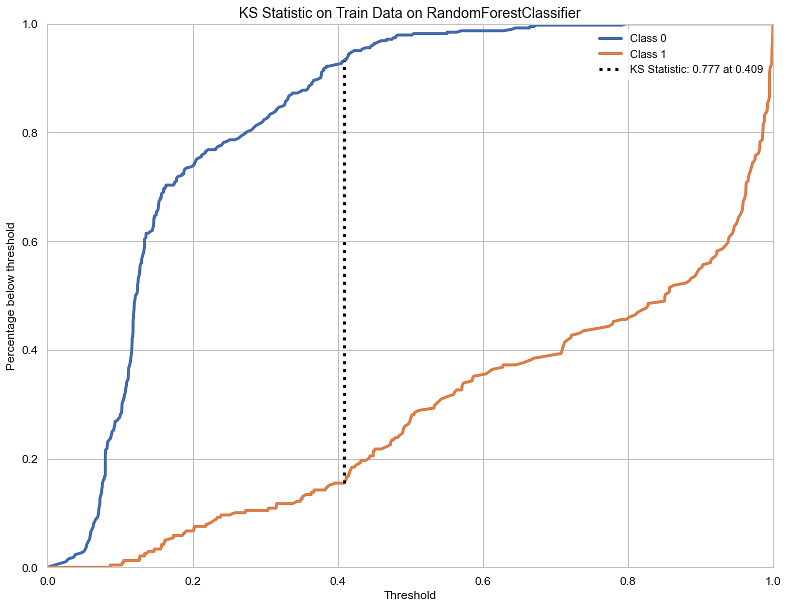 KS Statistic on Train Data on RandomForestClassifier
1.0
Class 0
Class 1
KS Statistic: 0.777 at 0.409
0.8
0.6
Percentage below threshold
0.4
0.2
0.0
0.0 0.2 0.4 0.6 0.8 1.0
Threshold